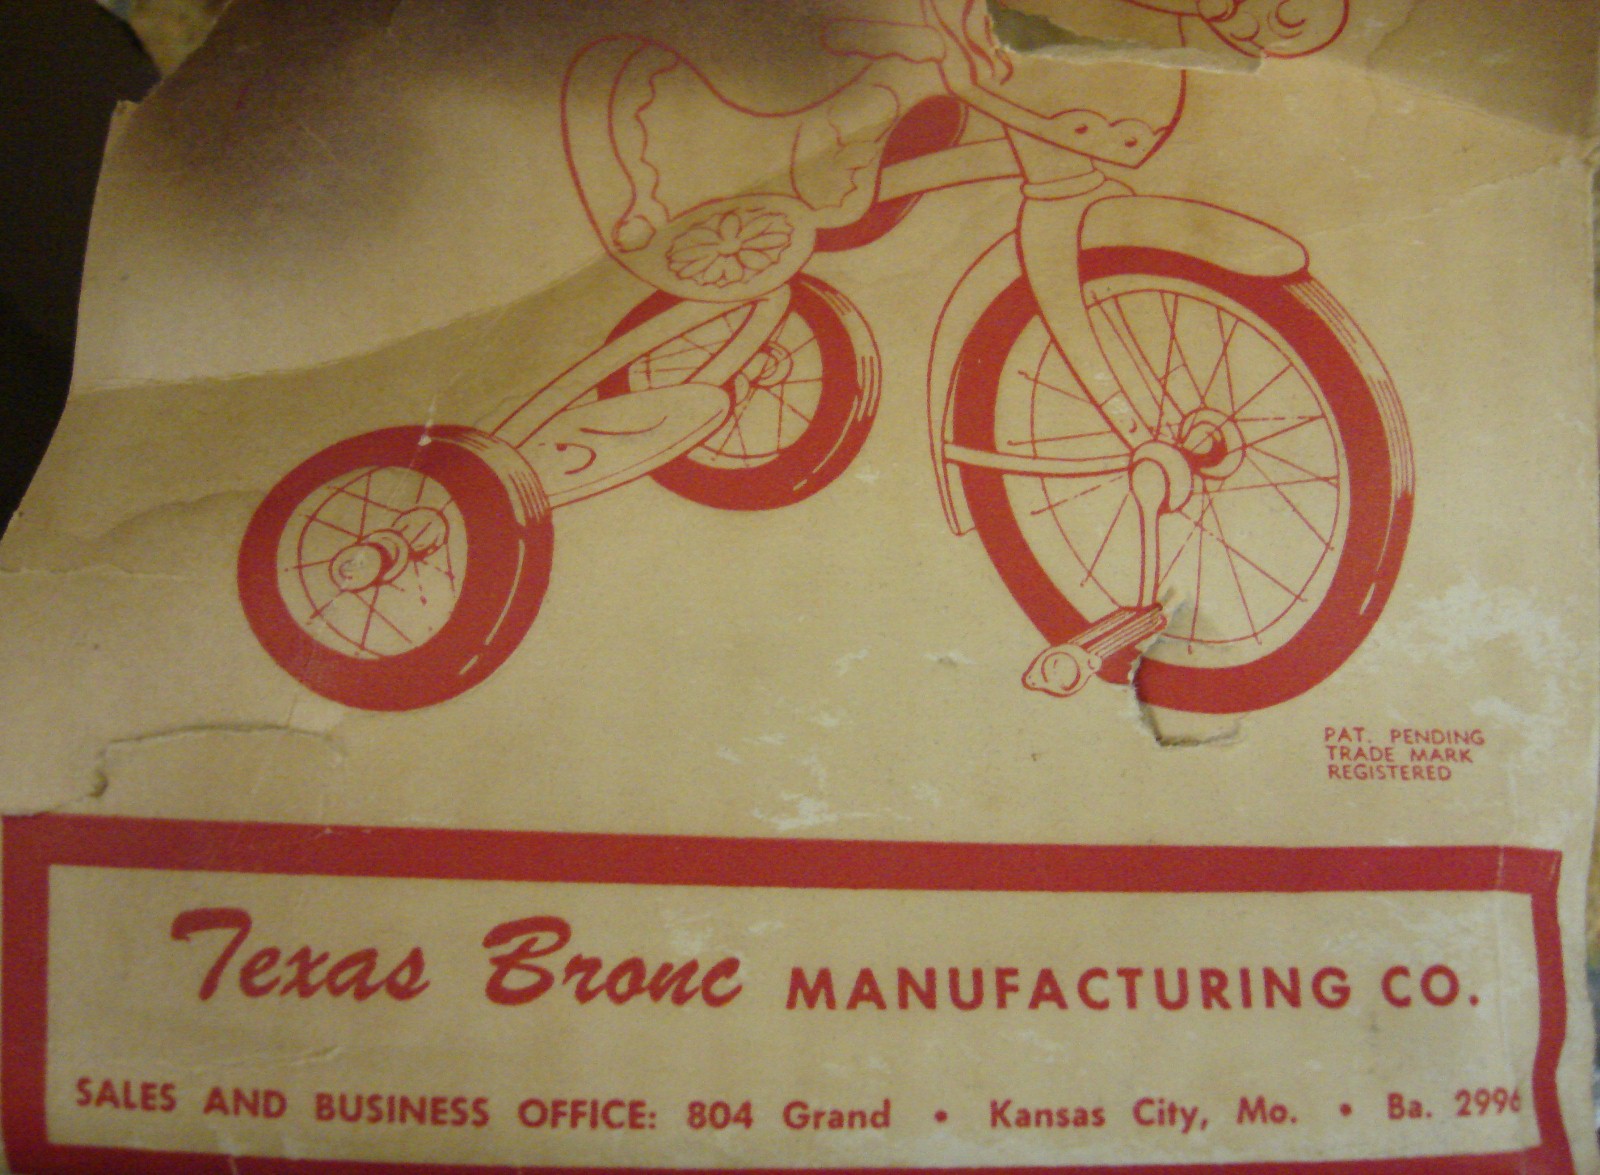 PAT. PENDING
TRADE MARK
REGISTERED
Texas Bronc MANUFACTURING CO.
SALES AND BUSINESS OFFICE: 804 Grand • Kansas City, Mo. • Ba. 2996